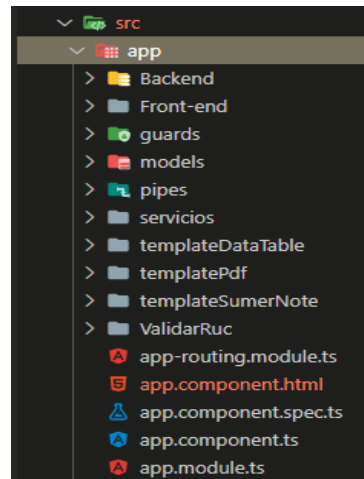 src
app
Backend
Front-end
guards
models
pipes
servicios
templateDataTable
templatePdf
templateSumerNote
ValidarRuc
app-routing.module.ts
app.component.html
app.component.spec.ts
app.component.ts
app.module.ts